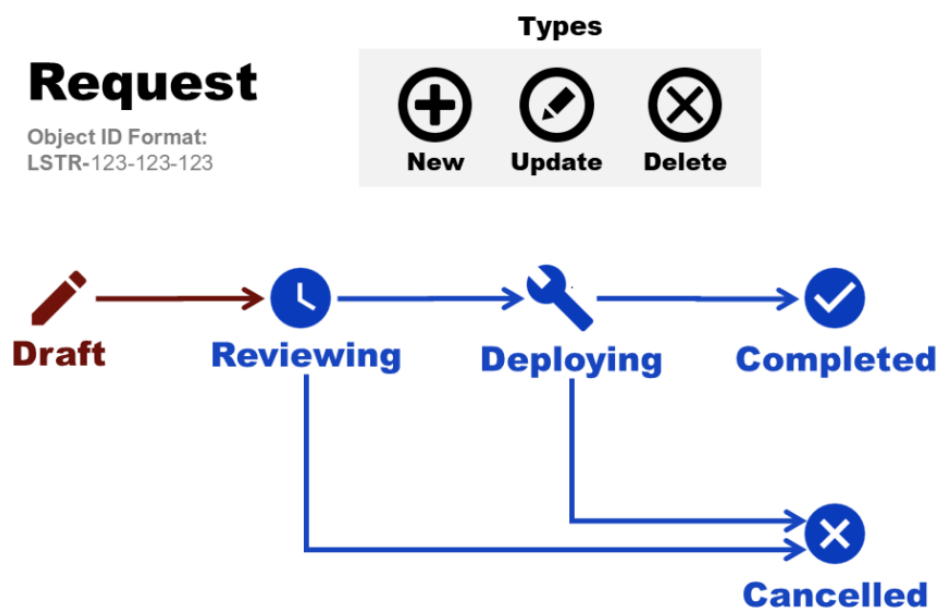 Types
Request
Object ID Format:
LSTR-123-123-123
New Update Delete
Draft Reviewing Deploying Completed
Cancelled